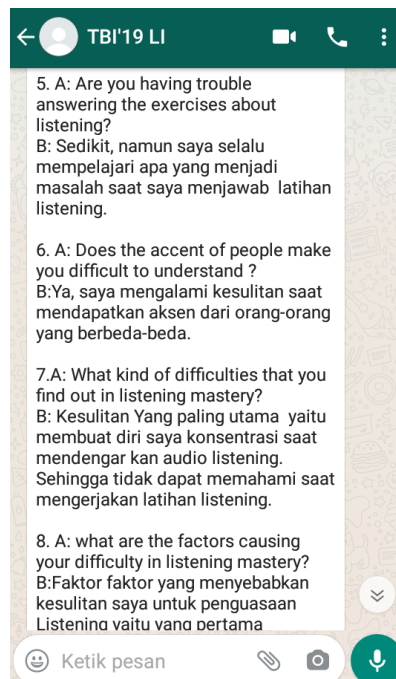 TBI'19 LI
5. A: Are you having trouble
answering the exercises about
listening?
B: Sedikit, namun saya selalu
mempelajari apa yang menjadi
masalah saat saya menjawab latihan
listening.
6. A: Does the accent of people make
you difficult to understand ?
B:Ya, saya mengalami kesulitan saat
mendapatkan aksen dari orang-orang
yang berbeda-beda.
7.A: What kind of difficulties that you
find out in listening mastery?
B: Kesulitan Yang paling utama yaitu
membuat diri saya konsentrasi saat
mendengar kan audio listening.
Sehingga tidak dapat memahami saat
mengerjakan latihan listening.
8. A: what are the factors causing
your difficulty in listening mastery?
B:Faktor faktor yang menyebabkan
kesulitan saya untuk penguasaan
Listening yaitu yang pertama
Ketik pesan